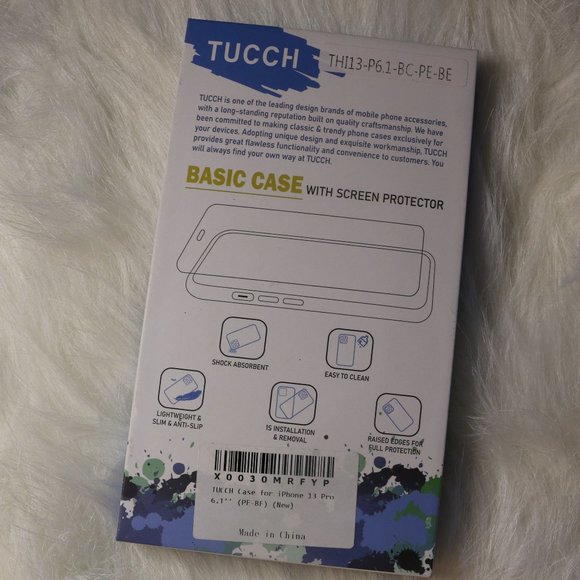 TUCCH
THI13-P6.1-BC-PE-BE
TUCCH is one of the leading design brands of mobile phone accessories,
with a long-standing reputation built on quality craftsmanship. We have
been committed to making classic & trendy phone cases exclusively for
your devices. Adopting unique design and exquisite workmanship, TUCCH
provides great flawless functionality and convenience to customers. You
will always find your own way at TUCCH.
BASIC CASE WITH SCREEN PROTECTOR
SHOCK ABSORBENT
EASY TO CLEAN
LIGHTWEIGHT &
SLIM & ANTI-SLIP
IS INSTALLATION
& REMOVAL
RAISED EDGES FOR
FULL PROTECTION
X0030MRFYP
TUCCH Case for iPhone 13 Pro
6.1'' (PE-BE) (New)
Made in China